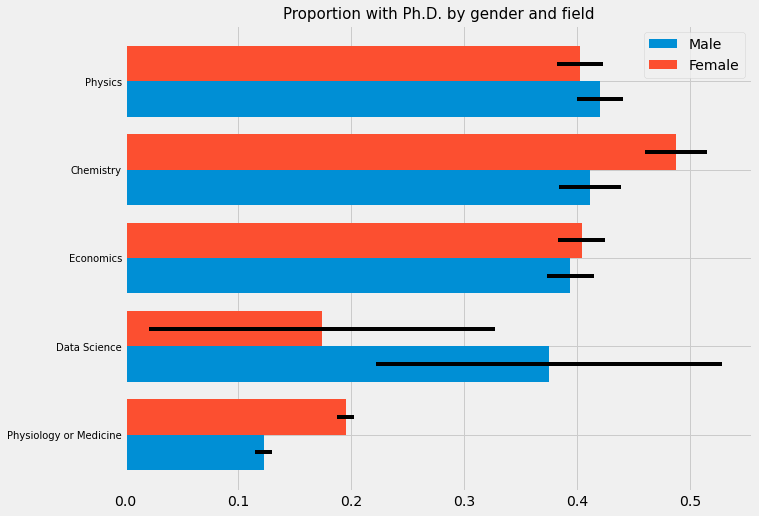 Proportion with Ph.D. by gender and field
Male
Female
Physics
Chemistry
Economics
Data Science
Physiology or Medicine
0.0 0.1 0.2 0.3 0.4 0.5